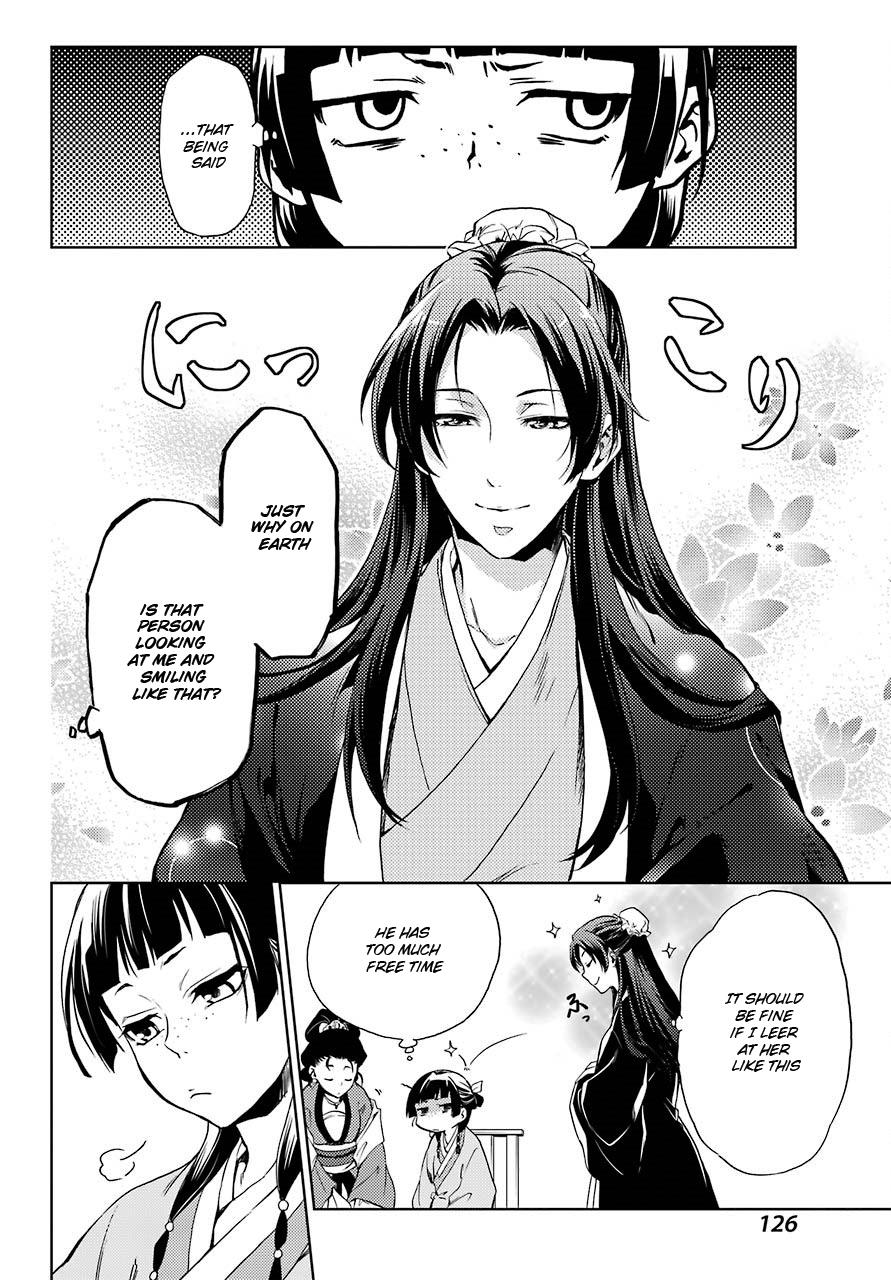 ...THAT
BEING
SAID
にっこり
JUST
WHY ON
EARTH
IS THAT
PERSON
LOOKING
AT ME AND
SMILING
LIKE THAT?
IT SHOULD
BE FINE
IF I LEER
AT HER
LIKE THIS
ふっ
HE HAS
TOO MUCH
FREE TIME
126